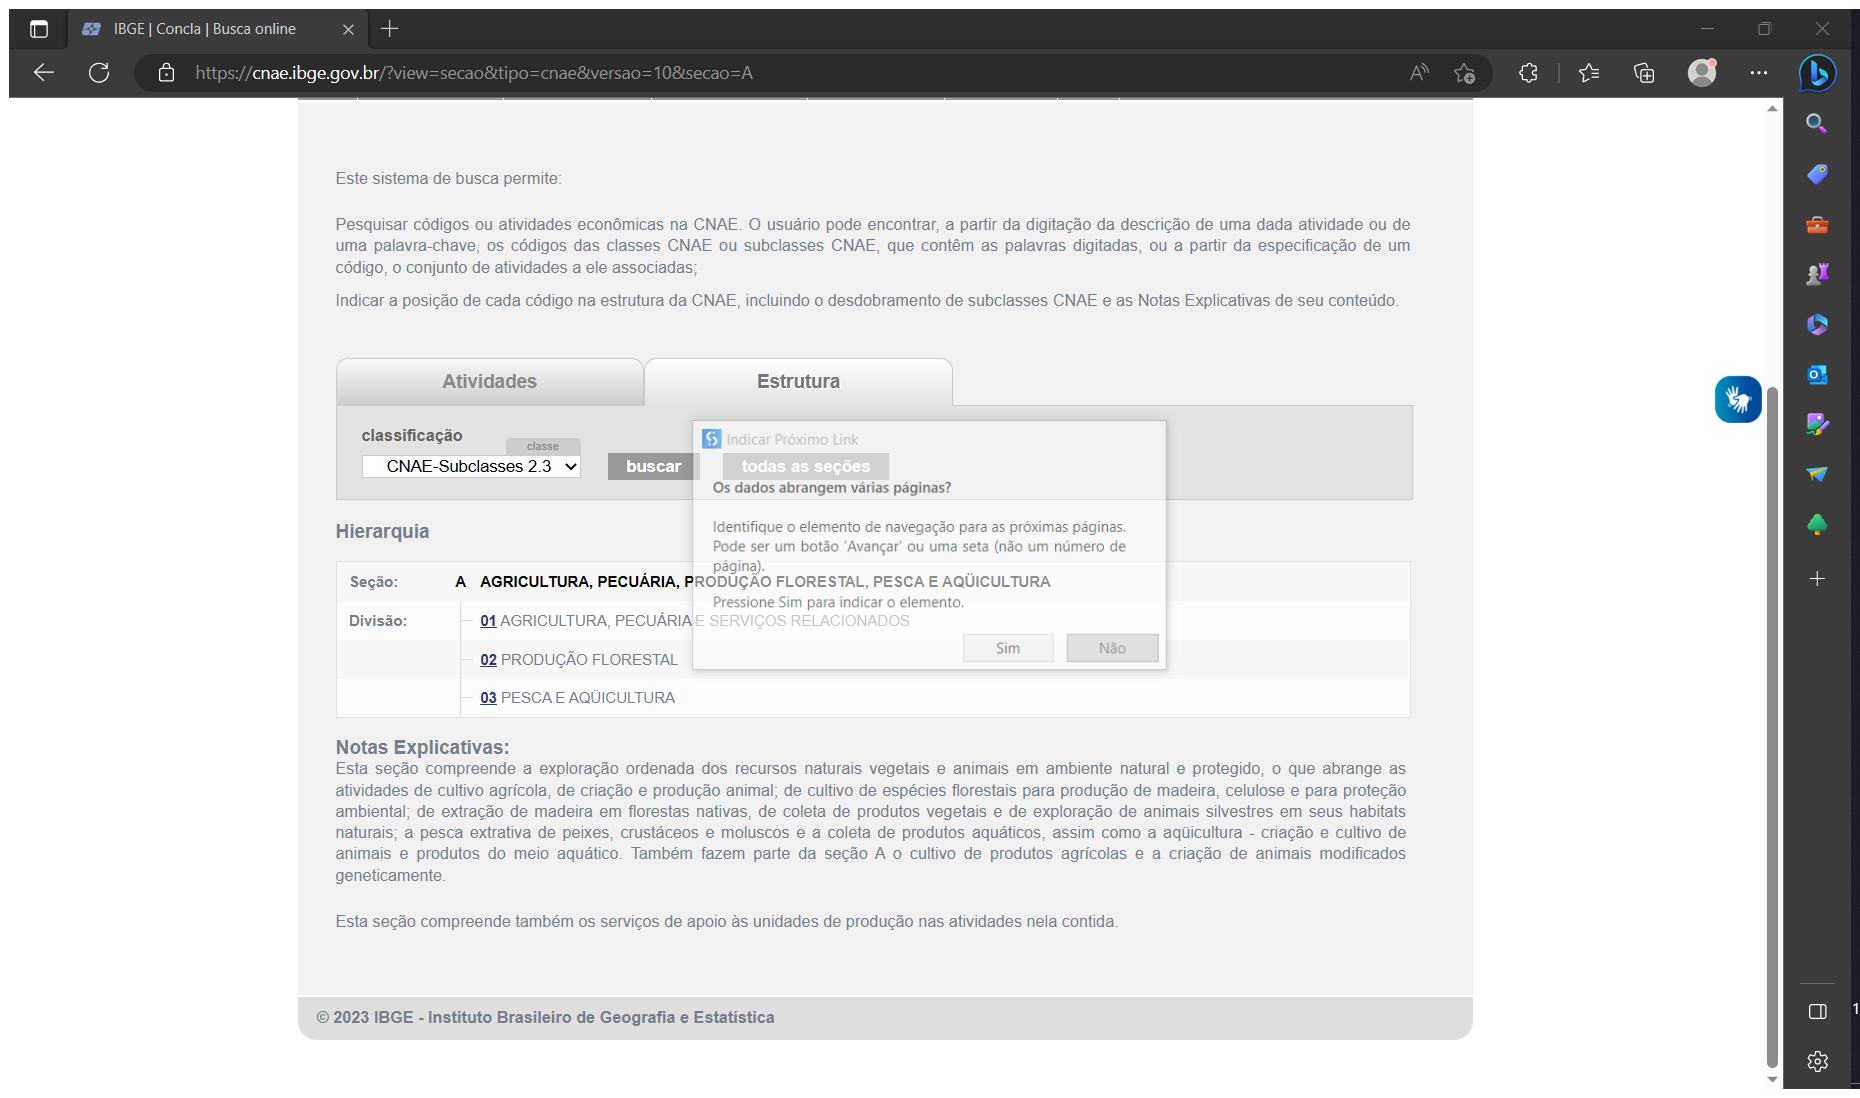 IBGE | Concla | Busca online
https://cnae.ibge.gov.br/?view=secao&tipo=cnae&versao=10&secao=A
Este sistema de busca permite:
Pesquisar códigos ou atividades econômicas na CNAE. O usuário pode encontrar, a partir da digitação da descrição de uma dada atividade ou de
uma palavra-chave, os códigos das classes CNAE ou subclasses CNAE, que contêm as palavras digitadas, ou a partir da especificação de um
código, o conjunto de atividades a ele associadas;
Indicar a posição de cada código na estrutura da CNAE, incluindo o desdobramento de subclasses CNAE e as Notas Explicativas de seu conteúdo.
Atividades
Estrutura
classificação
classe
CNAE-Subclasses 2.3
buscar
todas as seções
Indicar Próximo Link
Os dados abrangem várias páginas?
Identifique o elemento de navegação para as próximas páginas.
Pode ser um botão 'Avançar' ou uma seta (não um número de
página).
Pressione Sim para indicar o elemento.
Sim
Não
Hierarquia
Seção: A AGRICULTURA, PECUÁRIA, PRODUÇÃO FLORESTAL, PESCA E AQÜICULTURA
Divisão: 01 AGRICULTURA, PECUÁRIA E SERVIÇOS RELACIONADOS
02 PRODUÇÃO FLORESTAL
03 PESCA E AQÜICULTURA
Notas Explicativas:
Esta seção compreende a exploração ordenada dos recursos naturais vegetais e animais em ambiente natural e protegido, o que abrange as
atividades de cultivo agrícola, de criação e produção animal; de cultivo de espécies florestais para produção de madeira, celulose e para proteção
ambiental; de extração de madeira em florestas nativas, de coleta de produtos vegetais e de exploração de animais silvestres em seus habitats
naturais; a pesca extrativa de peixes, crustáceos e moluscos e a coleta de produtos aquáticos, assim como a aqüicultura - criação e cultivo de
animais e produtos do meio aquático. Também fazem parte da seção A o cultivo de produtos agrícolas e a criação de animais modificados
geneticamente.
Esta seção compreende também os serviços de apoio às unidades de produção nas atividades nela contida.
© 2023 IBGE - Instituto Brasileiro de Geografia e Estatística
1